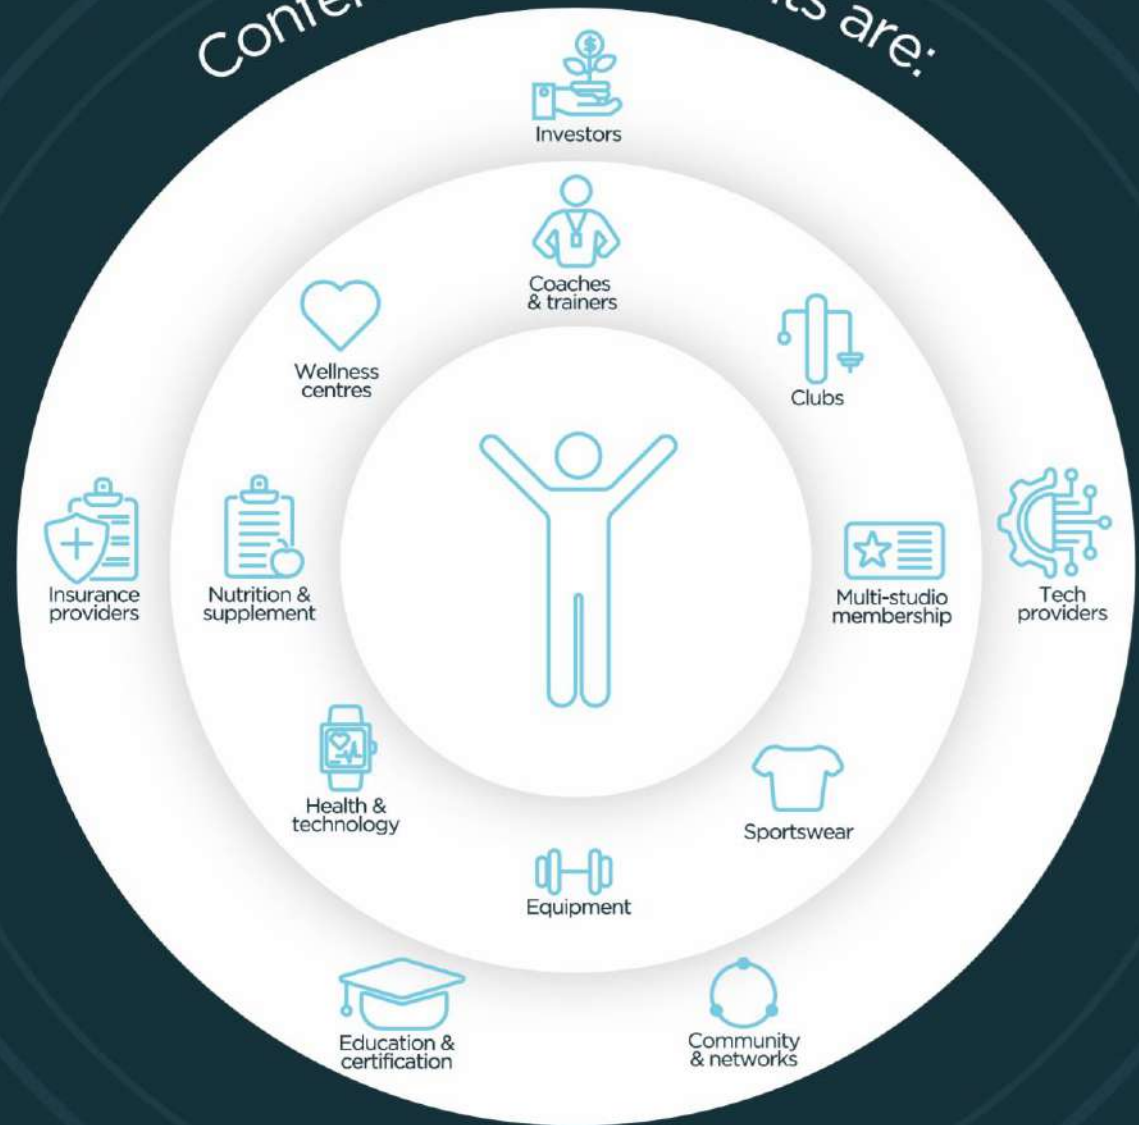 are:
Investors
Coaches
& trainers
Wellness
centres
Clubs
Insurance
providers
Nutrition &
supplement
Multi-studio
membership
Tech
providers
Health &
technology
Sportswear
Equipment
Education &
certification
Community
& networks